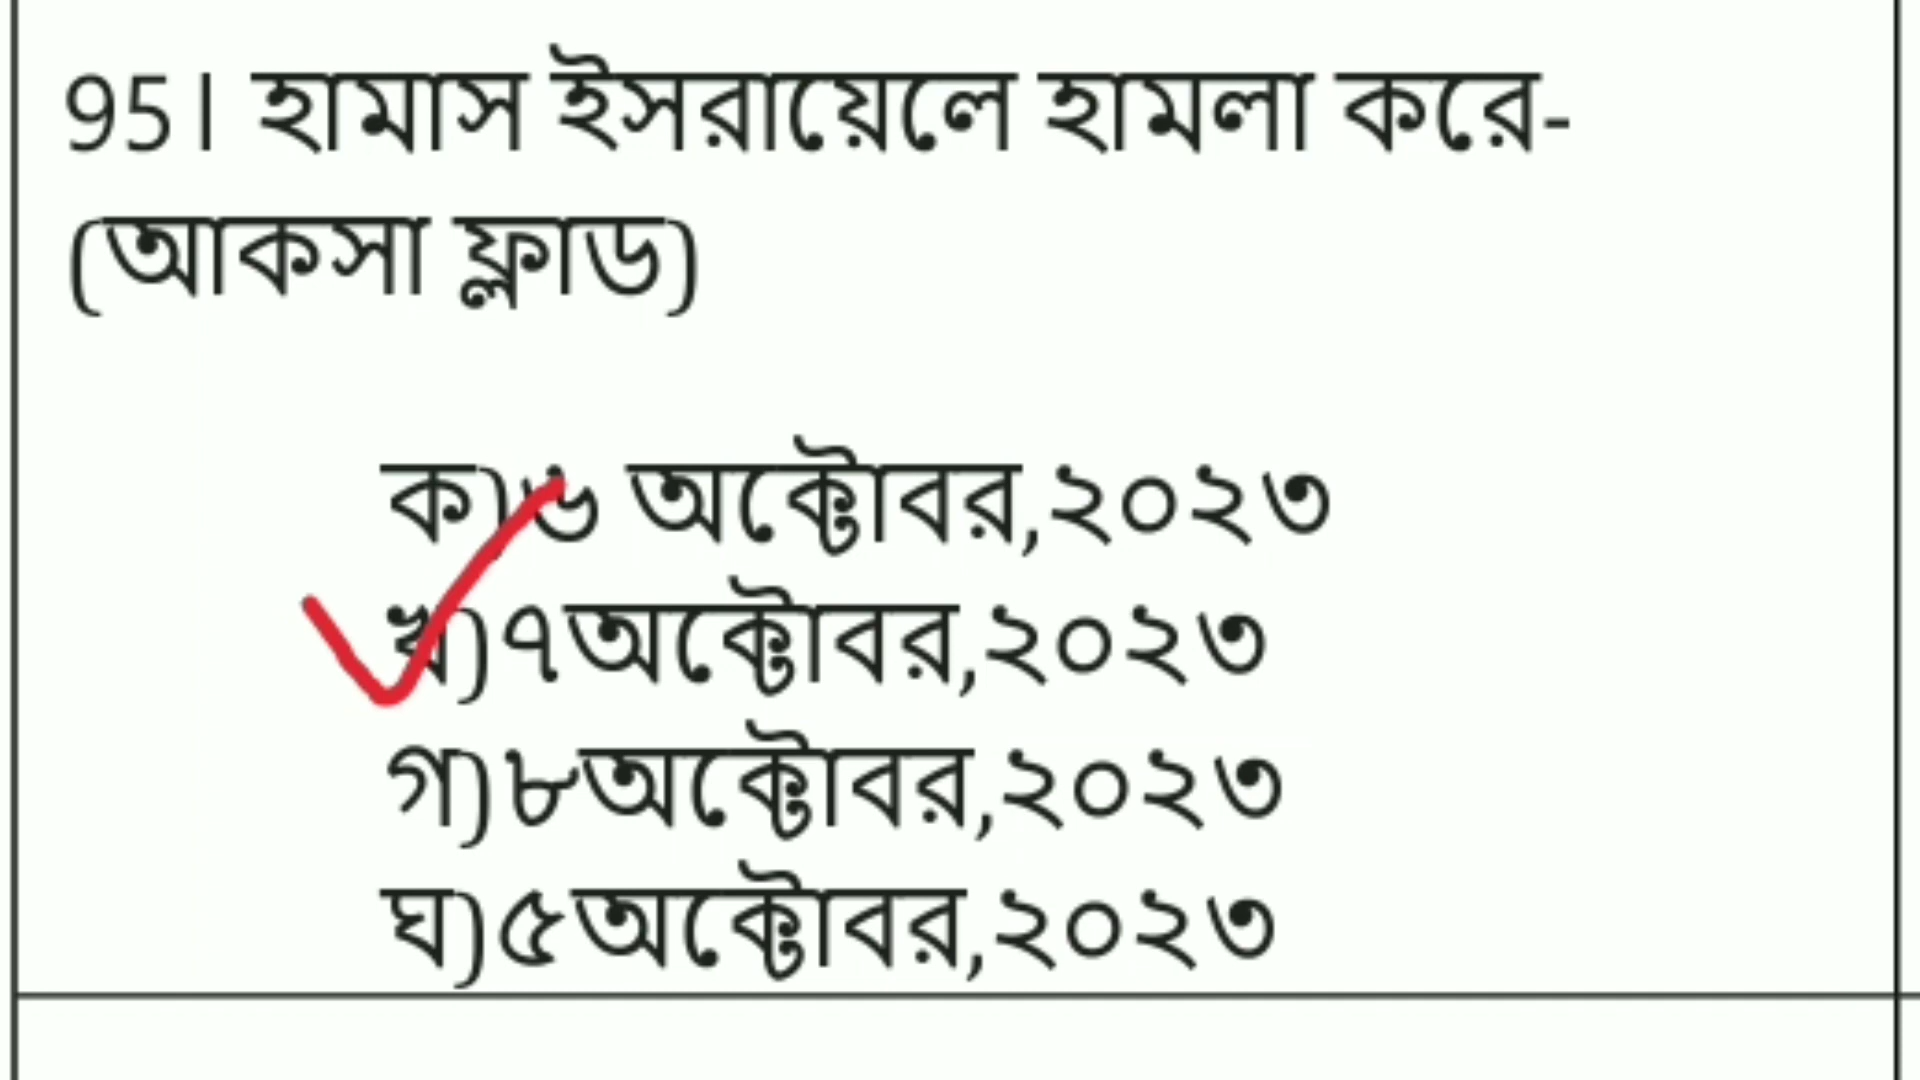 95। হামাস ইসরায়েলে হামলা করে-
(আকসা ফ্লাড)
ক)৬ অক্টোবর,২০২৩
খ)৭অক্টোবর,২০২৩
গ)৮অক্টোবর,২০২৩
ঘ)৫অক্টোবর,২০২৩